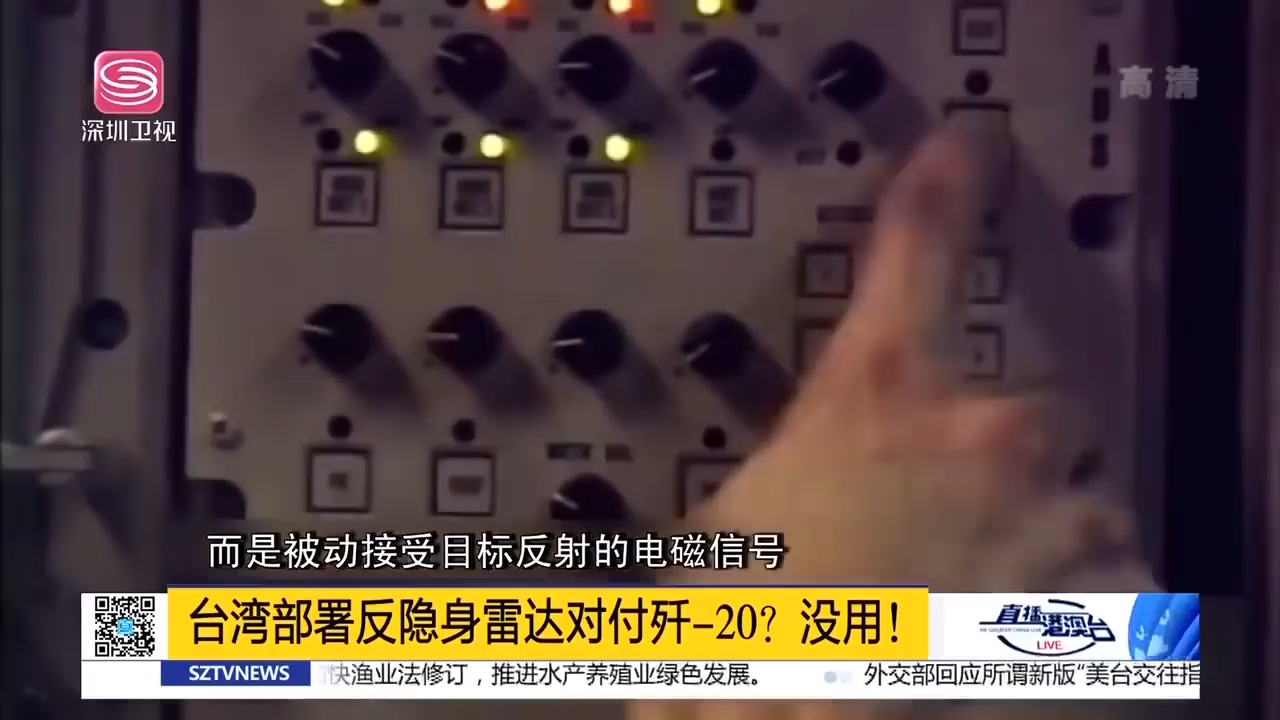 深圳卫视
高清
而是被动接受目标反射的电磁信号
台湾部署反隐身雷达对付歼-20？没用！
直播港澳台
LIVE
SZTVNEWS
快渔业法修订，推进水产养殖业绿色发展。
外交部回应所谓新版“美台交往指